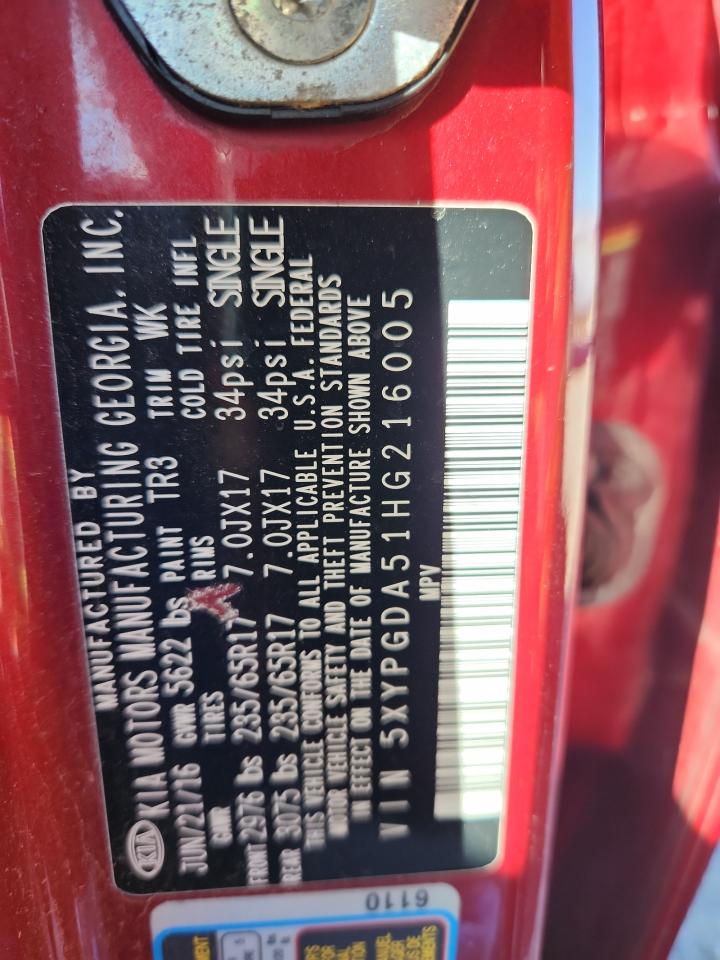 MANUFACTURED BY
KIA KIA MOTORS MANUFACTURING GEORGIA, INC.
JUN/21/16 GVWR 5622 lbs PAINT TR3 TRIM WK
GAWR TIRES RIMS COLD TIRE INFL
FRONT 2976 lbs 235/65R17 7.0JX17 34psi SINGLE
REAR 3075 lbs 235/65R17 7.0JX17 34psi SINGLE
THIS VEHICLE CONFORMS TO ALL APPLICABLE U.S.A. FEDERAL
MOTOR VEHICLE SAFETY AND THEFT PREVENTION STANDARDS
IN EFFECT ON THE DATE OF MANUFACTURE SHOWN ABOVE
VIN 5XYPGDA51HG216005
MPV
6110